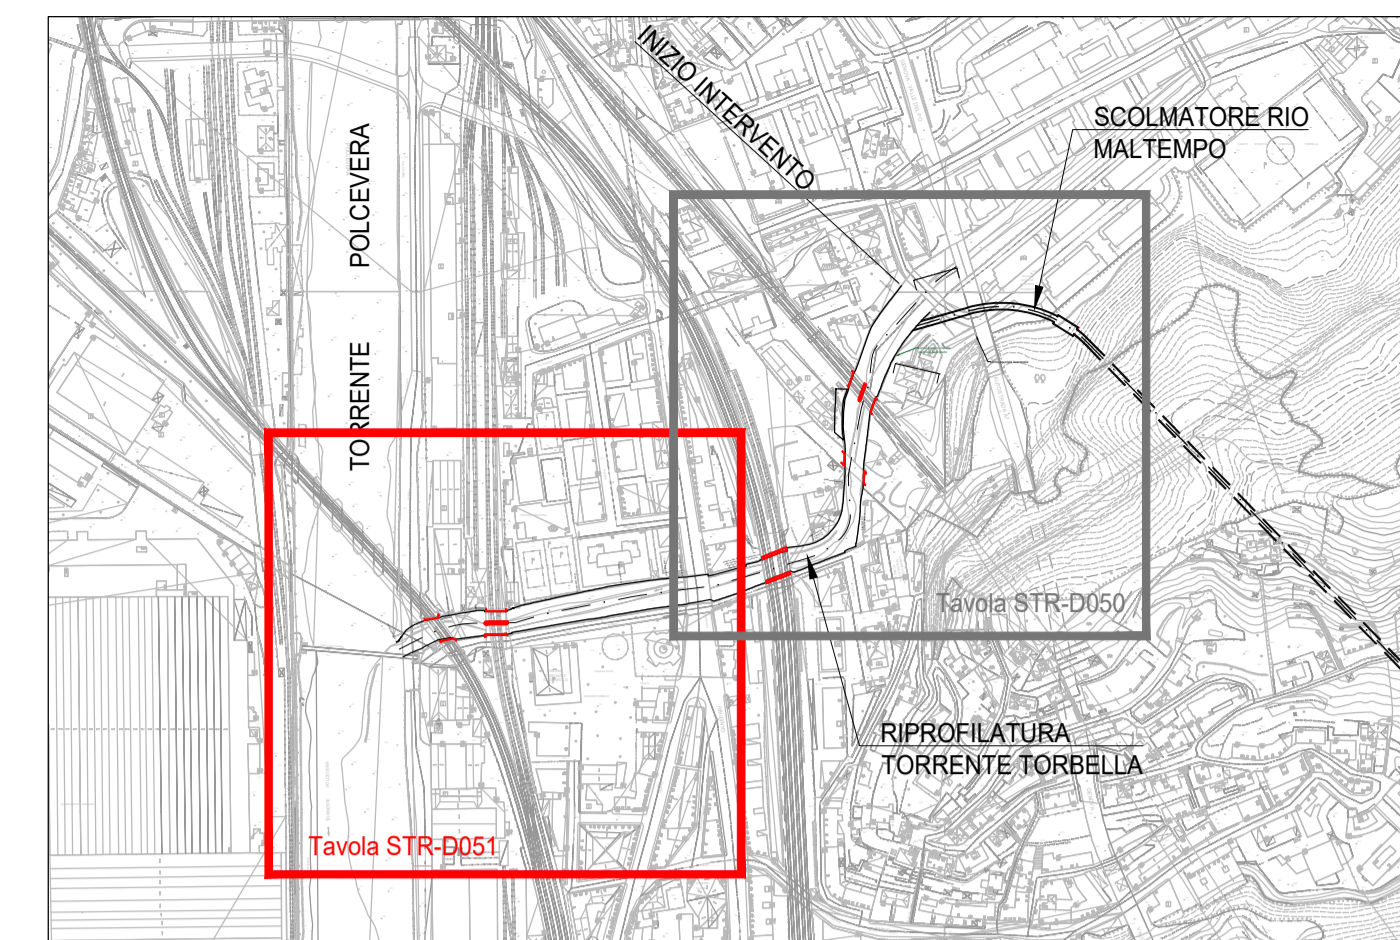 INIZIO INTERVENTO
SCOLMATORE RIO
MALTEMPO
TORRENTE POLCEVERA
Tavola STR-D050
RIPROFILATURA
TORRENTE TORBELLA
Tavola STR-D051